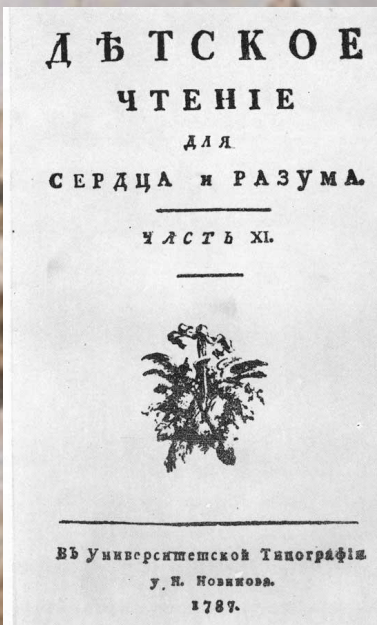 ДѢТСКОЕ
ЧТЕНІЕ
ДЛЯ
СЕРДЦА и РАЗУМА.
ЧАСТЬ XI.
ВЪ Университетской Типографіи
у Н. Новикова.
1787.